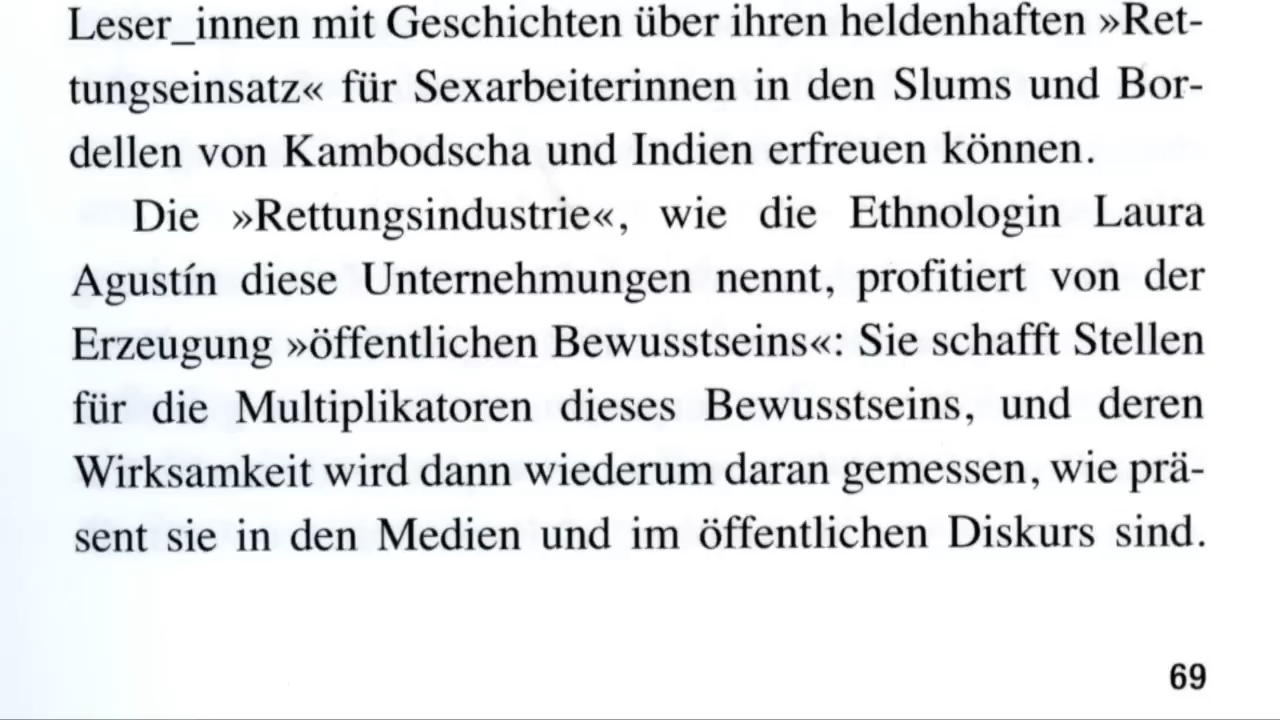 Leser_innen mit Geschichten über ihren heldenhaften »Ret-
tungseinsatz« für Sexarbeiterinnen in den Slums und Bor-
dellen von Kambodscha und Indien erfreuen können.
Die »Rettungsindustrie«, wie die Ethnologin Laura
Agustín diese Unternehmungen nennt, profitiert von der
Erzeugung »öffentlichen Bewusstseins«: Sie schafft Stellen
für die Multiplikatoren dieses Bewusstseins, und deren
Wirksamkeit wird dann wiederum daran gemessen, wie prä-
sent sie in den Medien und im öffentlichen Diskurs sind.
69